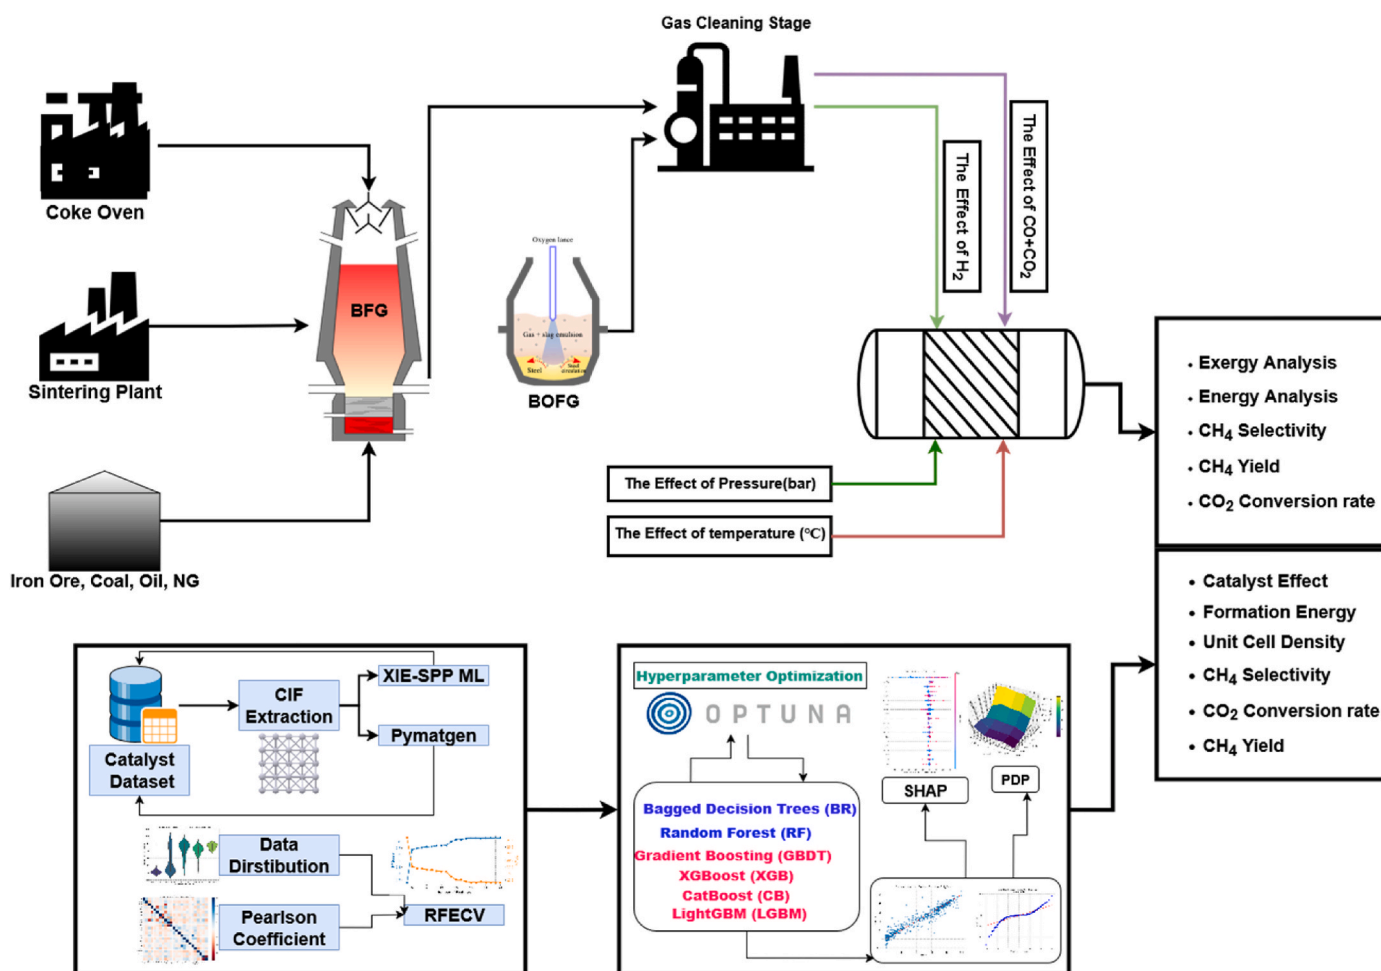 Gas Cleaning Stage
Coke Oven
The Effect of H2
The Effect of CO+CO2
Oxygen lance
BFG
Gas + slag emulsion
Steel
BOFG
Sintering Plant
Iron Ore, Coal, Oil, NG
The Effect of Pressure(bar)
The Effect of temperature (°C)
• Exergy Analysis
• Energy Analysis
• CH4 Selectivity
• CH4 Yield
• CO2 Conversion rate
• Catalyst Effect
• Formation Energy
• Unit Cell Density
• CH4 Selectivity
• CO2 Conversion rate
• CH4 Yield
Catalyst
Dataset
CIF
Extraction
XIE-SPP ML
Pymatgen
Data
Dirstibution
Pearlson
Coefficient
RFECV
Hyperparameter Optimization
OPTUNA
Bagged Decision Trees (BR)
Random Forest (RF)
Gradient Boosting (GBDT)
XGBoost (XGB)
CatBoost (CB)
LightGBM (LGBM)
SHAP
PDP